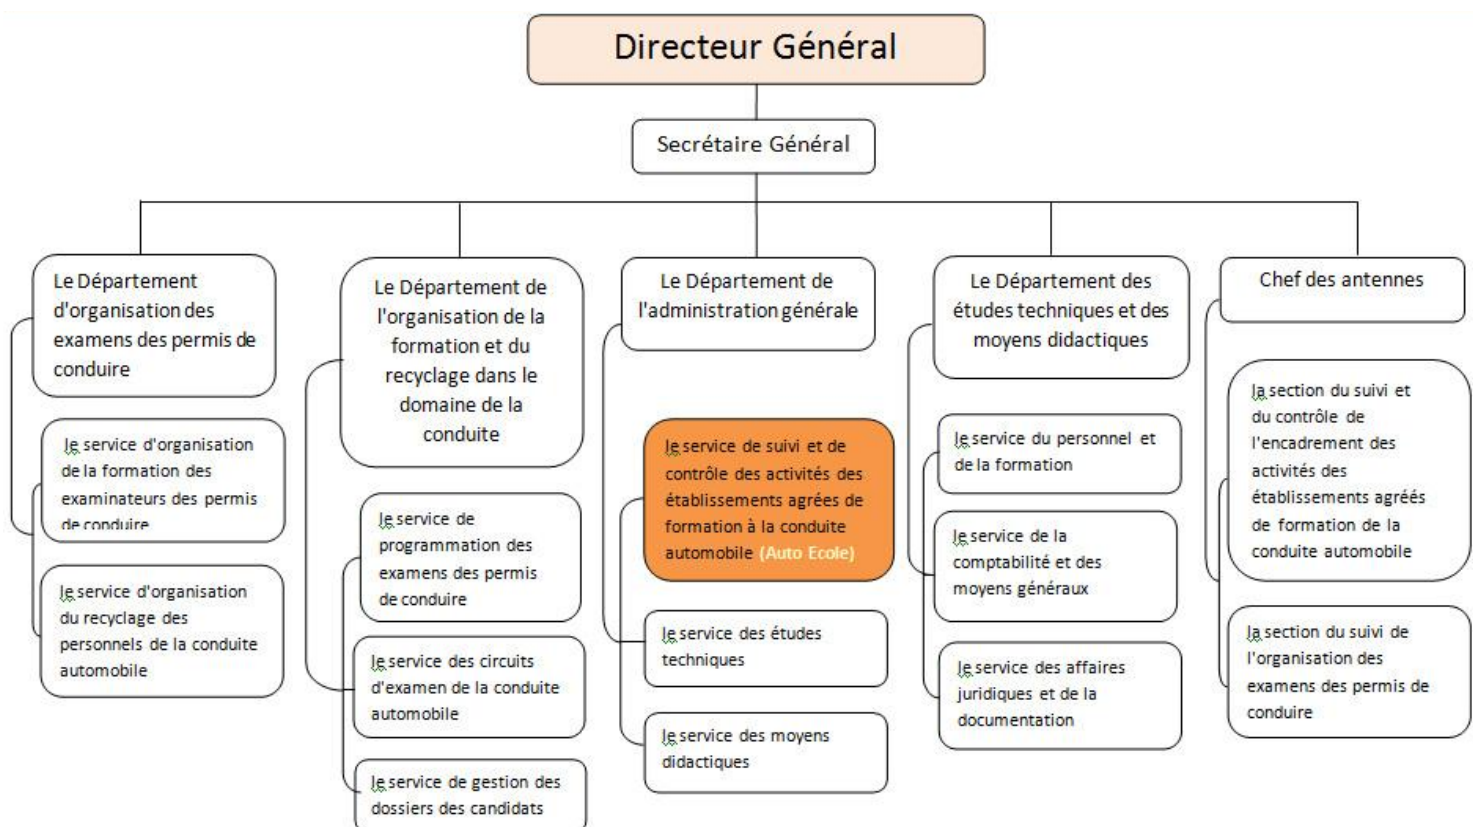 Directeur Général
Secrétaire Général
Le Département
d'organisation des
examens des permis de
conduire
le service d'organisation
de la formation des
examinateurs des permis
de conduire
le service d'organisation
du recyclage des
personnels de la conduite
automobile
Le Département de
l'organisation de la
formation et du
recyclage dans le
domaine de la
conduite
le service de
programmation des
examens des permis
de conduire
le service des circuits
d'examen de la conduite
automobile
le service de gestion des
dossiers des candidats
Le Département de
l'administration générale
le service de suivi et de
contrôle des activités des
établissements agrées de
formation à la conduite
automobile (Auto Ecole)
le service des études
techniques
le service des moyens
didactiques
Le Département des
études techniques et des
moyens didactiques
le service du personnel et
de la formation
le service de la
comptabilité et des
moyens généraux
le service des affaires
juridiques et de la
documentation
Chef des antennes
la section du suivi et
du contrôle de
l'encadrement des
activités des
établissements agréés
de formation de la
conduite automobile
la section du suivi de
l'organisation des
examens des permis de
conduire